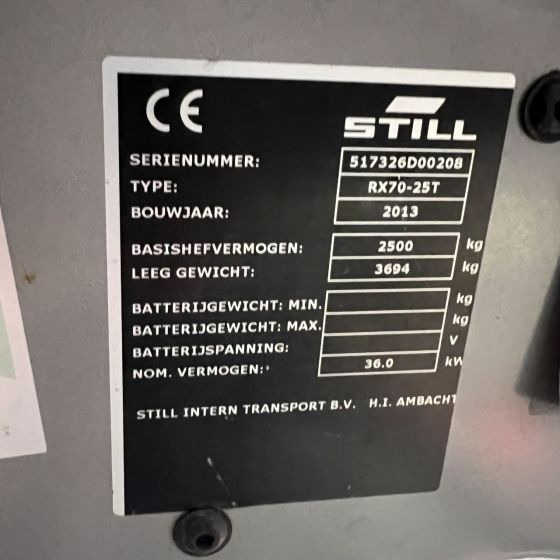 CE
STILL
SERIENUMMER: 517326D00208
TYPE: RX70-25T
BOUWJAAR: 2013
BASISHEFVERMOGEN: 2500 kg
LEEG GEWICHT: 3694 kg
BATTERIJGEWICHT: MIN. kg
BATTERIJGEWICHT: MAX. kg
BATTERIJSPANNING: V
NOM. VERMOGEN: 36.0 kW
STILL INTERN TRANSPORT B.V. H.I. AMBACHT